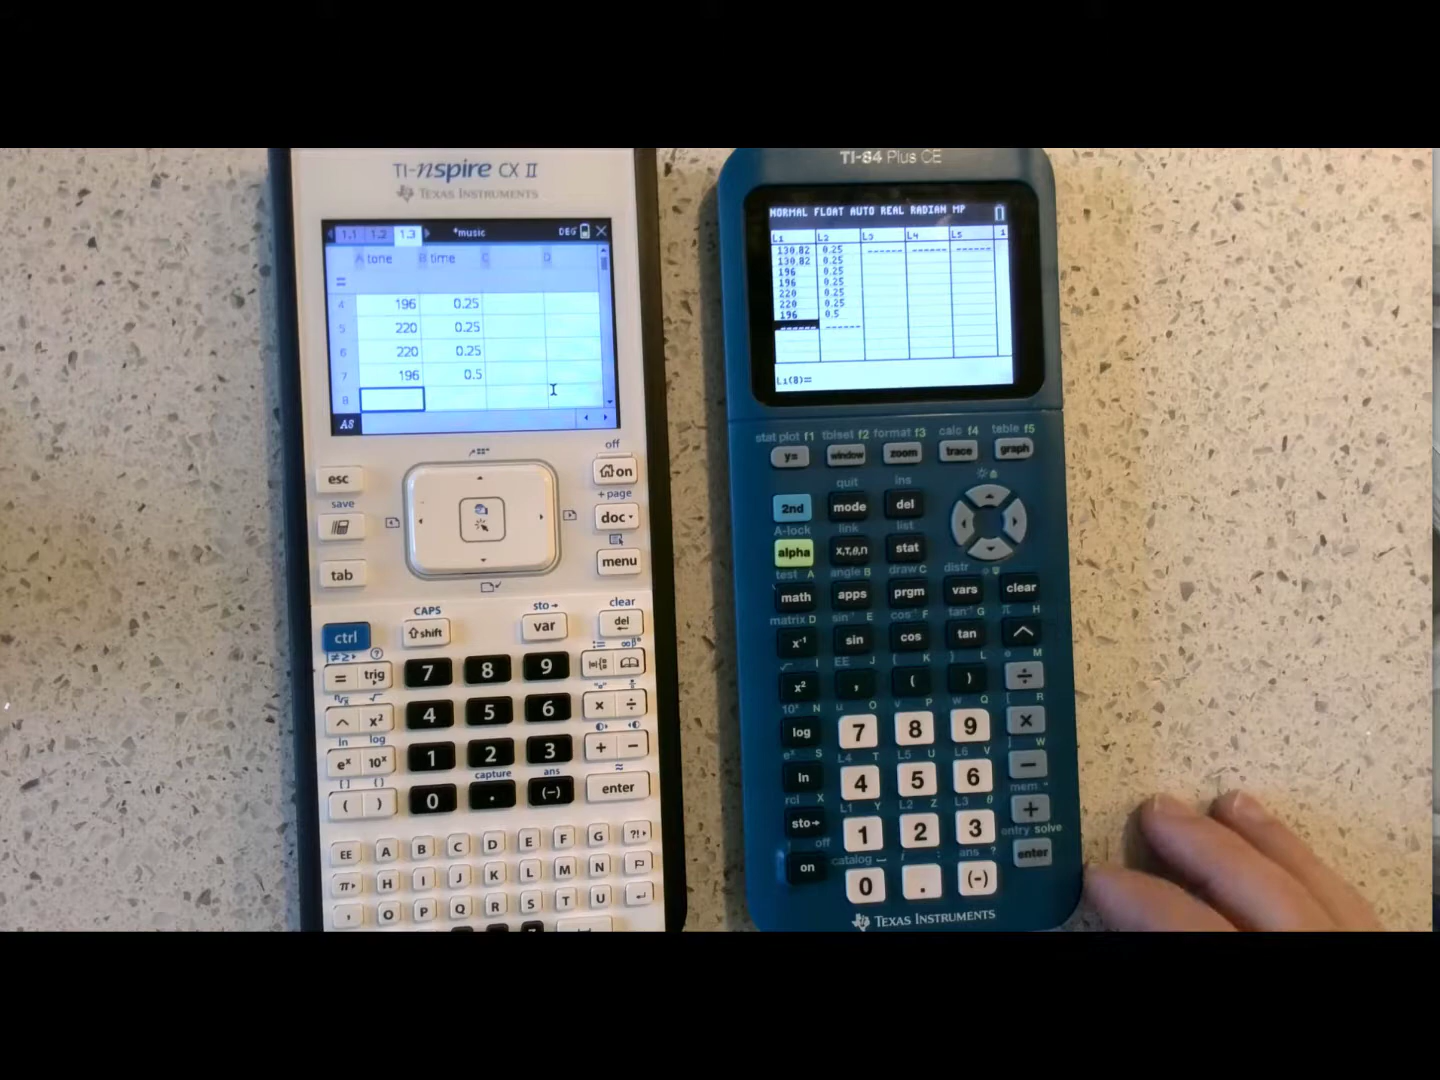 TI-nspire CX II
TEXAS INSTRUMENTS
1.1 1.2 1.3 *music DEG
A tone B time C D
=
4 196 0.25
5 220 0.25
6 220 0.25
7 196 0.5
8
A8
off
esc on
+ page
save doc
tab menu
CAPS sto→ clear
ctrl shift var del
= trig 7 8 9
^ x² 4 5 6 × ÷
ln log
eˣ 10ˣ 1 2 3 + −
capture ans ≈
( ) 0 . (−) enter
EE A B C D E F G ?!
π H I J K L M N
, O P Q R S T U
TI-84 Plus CE
NORMAL FLOAT AUTO REAL RADIAN MP
L1 L2 L3 L4 L5 1
130.82 0.25
130.82 0.25
196 0.25
196 0.25
220 0.25
220 0.25
196 0.5
L1(8)=
stat plot f1 tblset f2 format f3 calc f4 table f5
y= window zoom trace graph
quit ins
2nd mode del
A-lock link list
alpha X,T,θ,n stat
test A angle B draw C distr
math apps prgm vars clear
matrix D sin⁻¹ E cos⁻¹ F tan⁻¹ G π H
x⁻¹ sin cos tan ^
√ I EE J { K } L e M
x² , ( ) ÷
10ˣ N u O v P w Q [ R
log 7 8 9 ×
eˣ S L4 T L5 U L6 V ] W
ln 4 5 6 −
rcl X L1 Y L2 Z L3 θ mem "
sto→ 1 2 3 +
off catalog i : ans ? entry solve
on 0 . (−) enter
TEXAS INSTRUMENTS